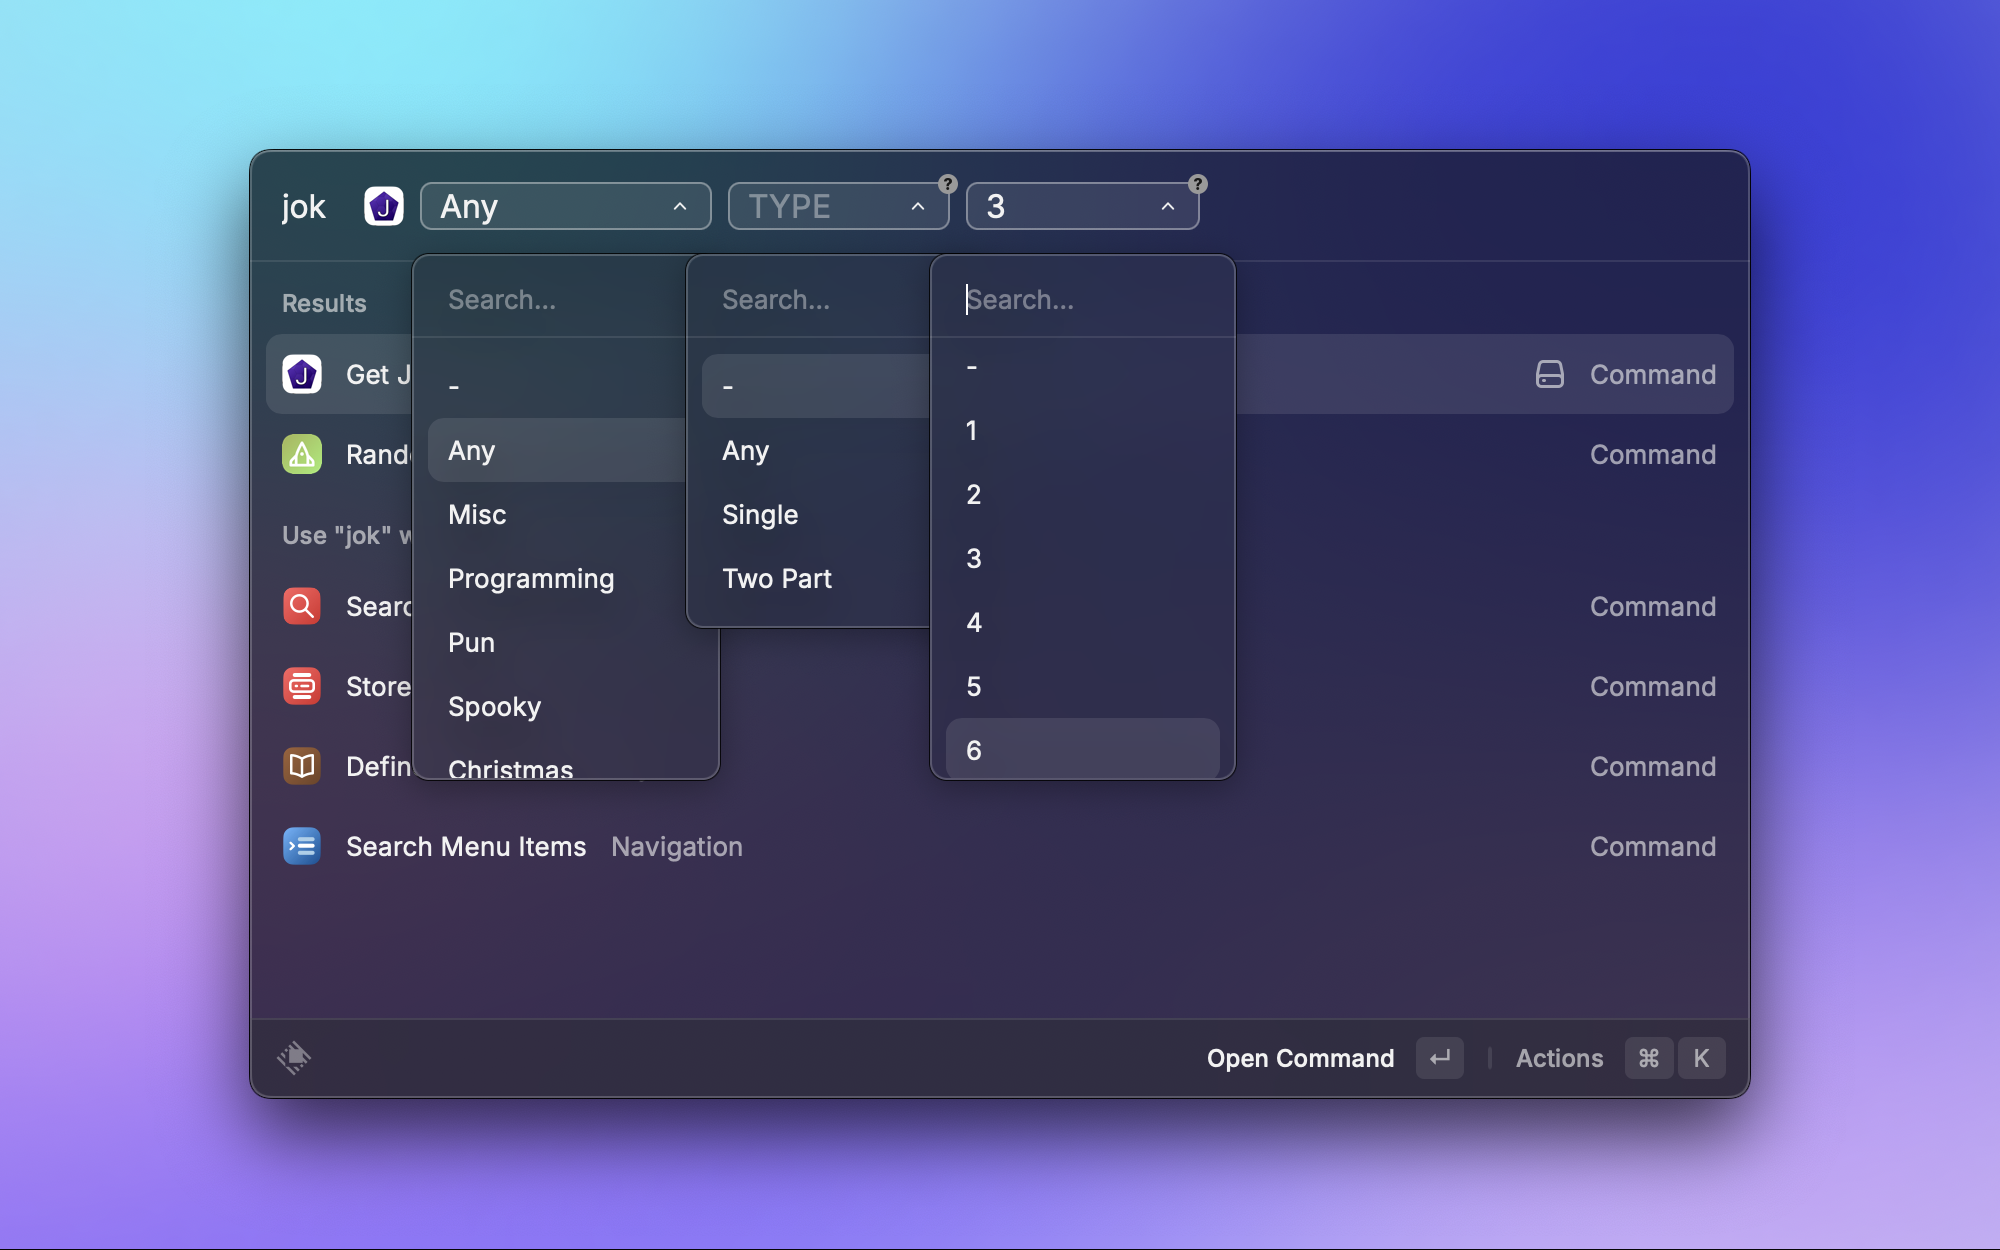 jok
Any
TYPE
?
3
?
Results
Get J
Command
Rand
Command
Use "jok" w
Sear
Command
Store
Command
Defin
Command
Search Menu Items Navigation
Command
Search...
-
Any
Misc
Programming
Pun
Spooky
Christmas
Search...
-
Any
Single
Two Part
Search...
-
1
2
3
4
5
6
Open Command
Actions
⌘ K